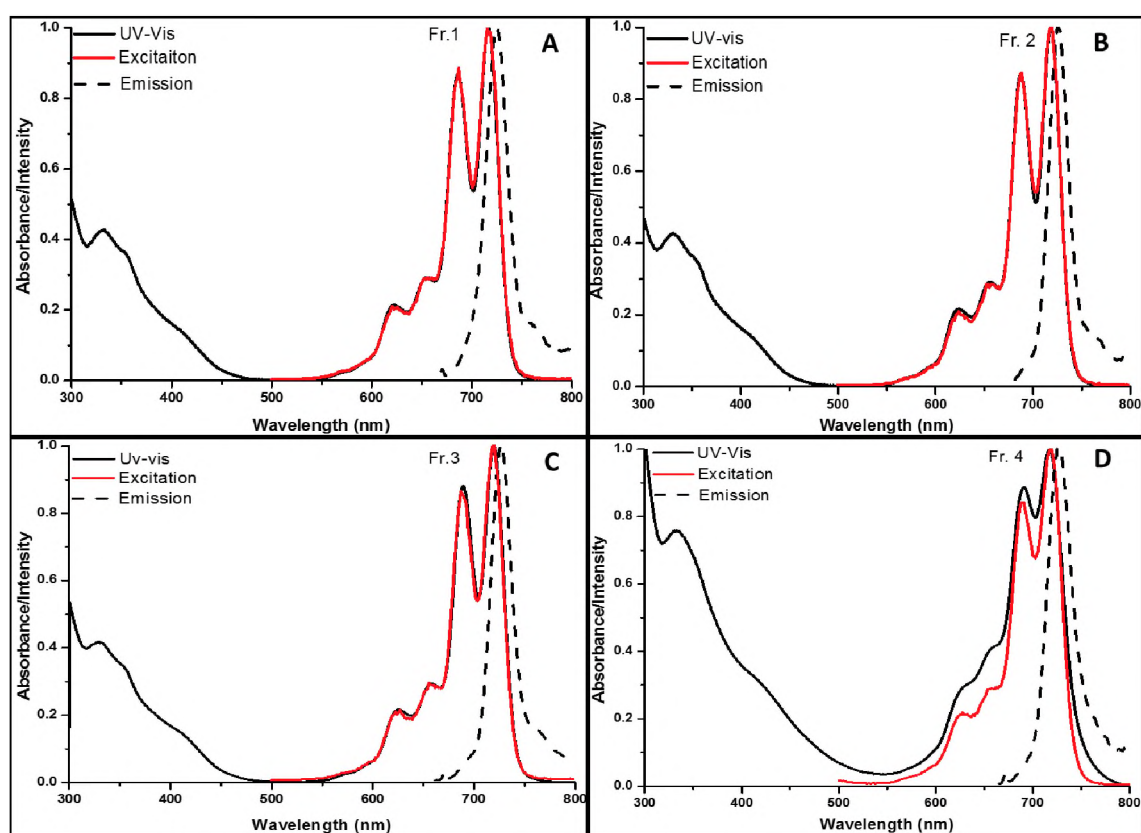 Fr.1
A
UV-Vis
Excitaiton
Emission
Absorbance/Intensity
1.0
0.8
0.6
0.4
0.2
0.0
300 400 500 600 700 800
Wavelength (nm)
Fr. 2
B
UV-vis
Excitation
Emission
Absorbance/Intensity
1.0
0.8
0.6
0.4
0.2
0.0
300 400 500 600 700 800
Wavelength (nm)
Fr.3
C
Uv-vis
Excitation
Emission
Absorbance/Intensity
1.0
0.8
0.6
0.4
0.2
0.0
300 400 500 600 700 800
Wavelength (nm)
Fr. 4
D
UV-Vis
Excitation
Emission
Absorbance/Intensity
1.0
0.8
0.6
0.4
0.2
0.0
300 400 500 600 700 800
Wavelength (nm)